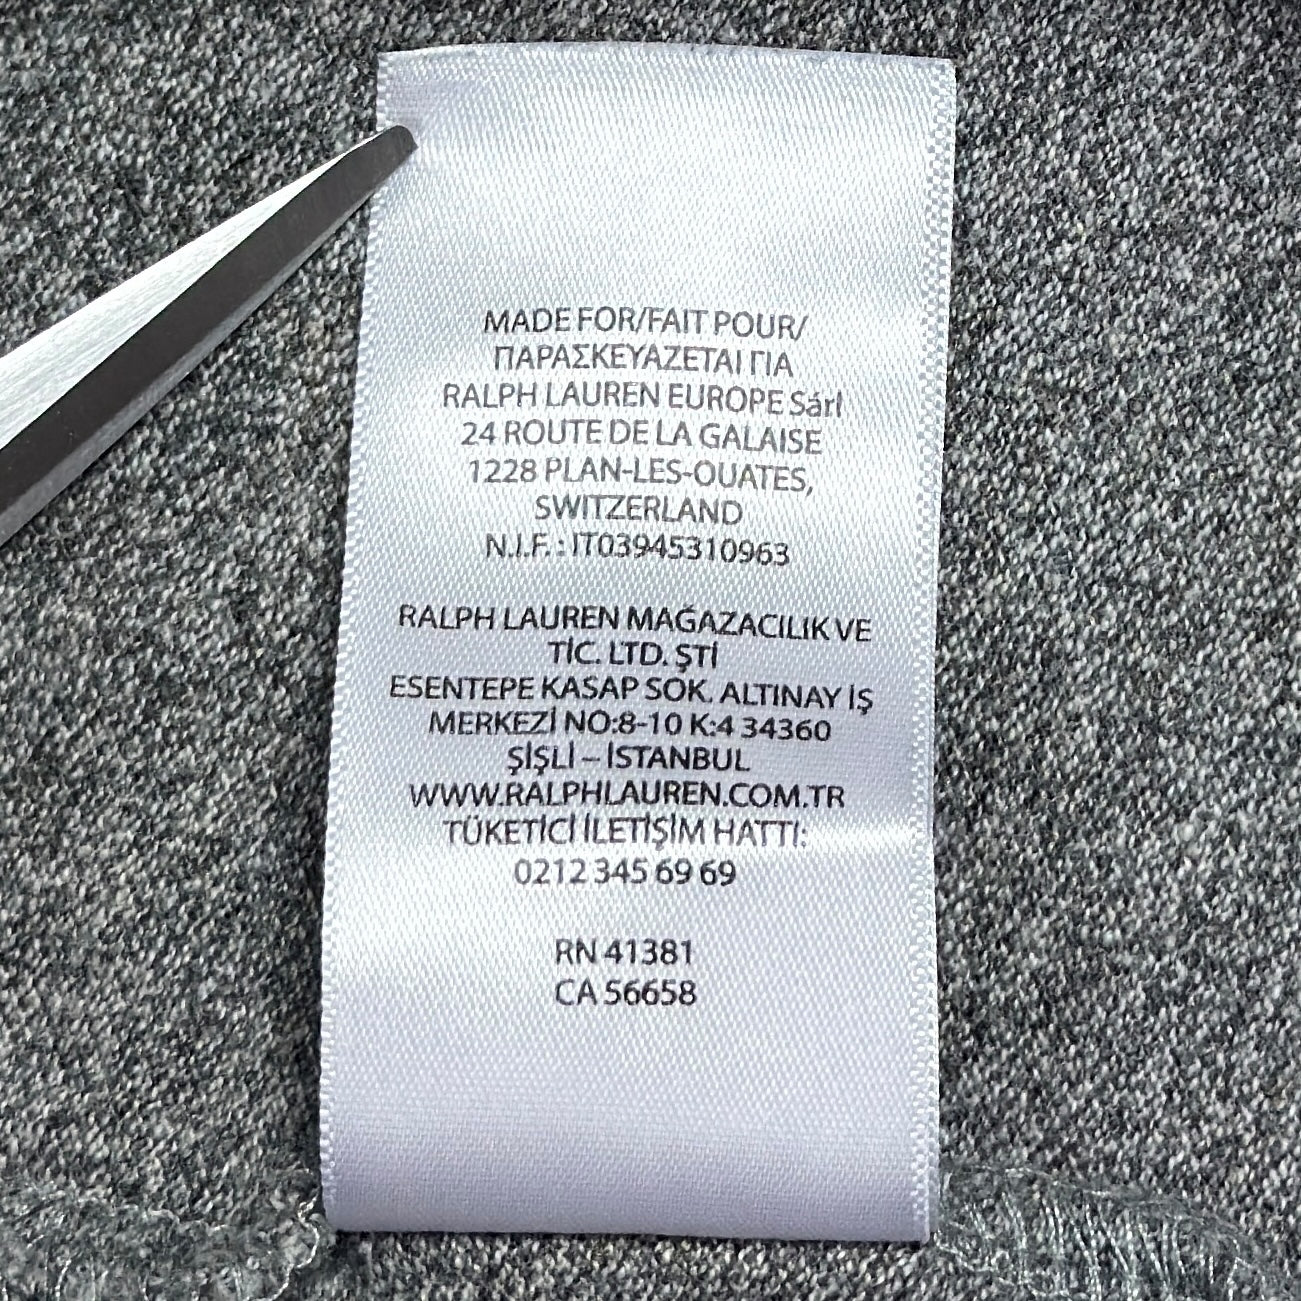 MADE FOR/FAIT POUR/
ΠΑΡΑΣΚΕΥΑΖΕΤΑΙ ΓΙΑ
RALPH LAUREN EUROPE Sárl
24 ROUTE DE LA GALAISE
1228 PLAN-LES-OUATES,
SWITZERLAND
N.I.F. : IT03945310963
RALPH LAUREN MAĞAZACILIK VE
TİC. LTD. ŞTİ
ESENTEPE KASAP SOK. ALTINAY İŞ
MERKEZİ NO:8-10 K:4 34360
ŞİŞLİ – İSTANBUL
WWW.RALPHLAUREN.COM.TR
TÜKETİCİ İLETİŞİM HATTI:
0212 345 69 69
RN 41381
CA 56658